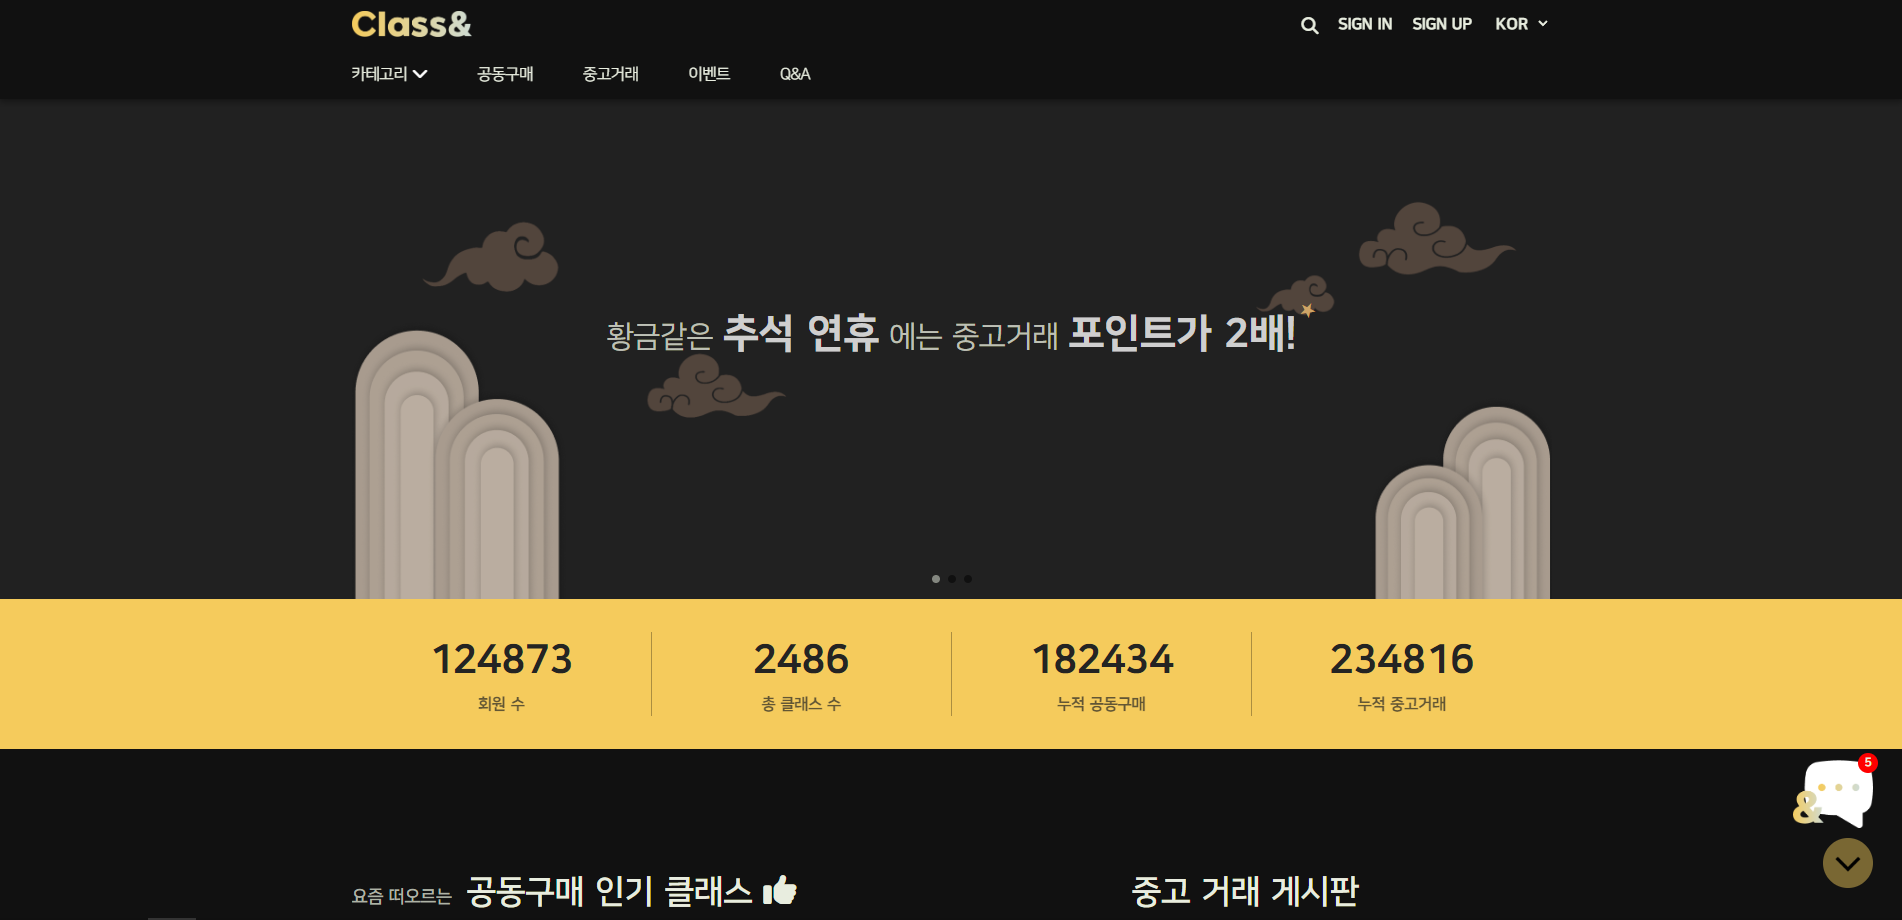 Class&
SIGN IN SIGN UP KOR
카테고리 공동구매 중고거래 이벤트 Q&A
황금같은 추석 연휴 에는 중고거래 포인트가 2배!
124873 2486 182434 234816
회원 수 총 클래스 수 누적 공동구매 누적 중고거래
5
&
요즘 떠오르는 공동구매 인기 클래스 중고 거래 게시판